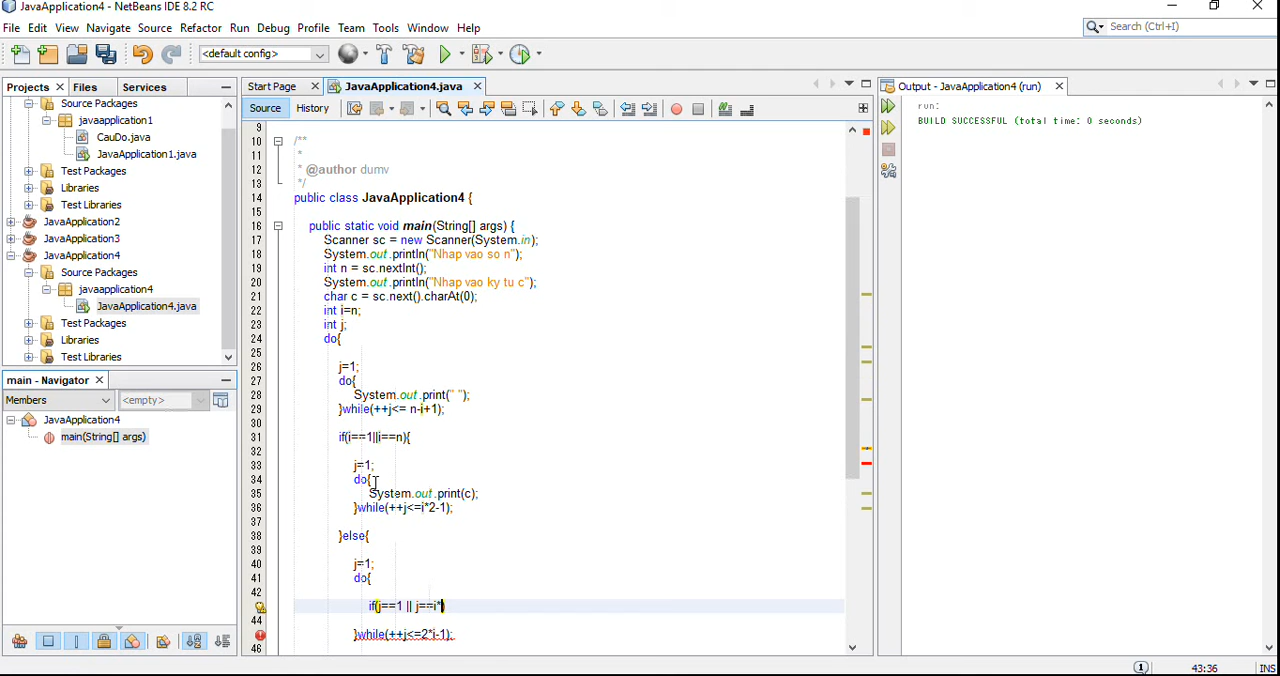 JavaApplication4 - NetBeans IDE 8.2 RC
File Edit View Navigate Source Refactor Run Debug Profile Team Tools Window Help
Search (Ctrl+I)
<default config>
Projects Files Services
Source Packages
javaapplication1
CauDo.java
JavaApplication1.java
Test Packages
Libraries
Test Libraries
JavaApplication2
JavaApplication3
JavaApplication4
Source Packages
javaapplication4
JavaApplication4.java
Test Packages
Libraries
Test Libraries
main - Navigator
Members <empty>
JavaApplication4
main(String[] args)
Start Page JavaApplication4.java
Source History
9
10 /**
11 *
12 * @author dumv
13 */
14 public class JavaApplication4 {
15
16 public static void main(String[] args) {
17 Scanner sc = new Scanner(System.in);
18 System.out.println("Nhap vao so n");
19 int n = sc.nextInt();
20 System.out.println("Nhap vao ky tu c");
21 char c = sc.next().charAt(0);
22 int i=n;
23 int j;
24 do{
25
26 j=1;
27 do{
28 System.out.print(" ");
29 }while(++j<= n-i+1);
30
31 if(i==1||i==n){
32
33 j=1;
34 do{
35 System.out.print(c);
36 }while(++j<=i*2-1);
37
38 }else{
39
40 j=1;
41 do{
42
if(j==1 || j==i*)
44
}while(++j<=2*i-1);
46
Output - JavaApplication4 (run)
run:
BUILD SUCCESSFUL (total time: 0 seconds)
1 43:36 INS